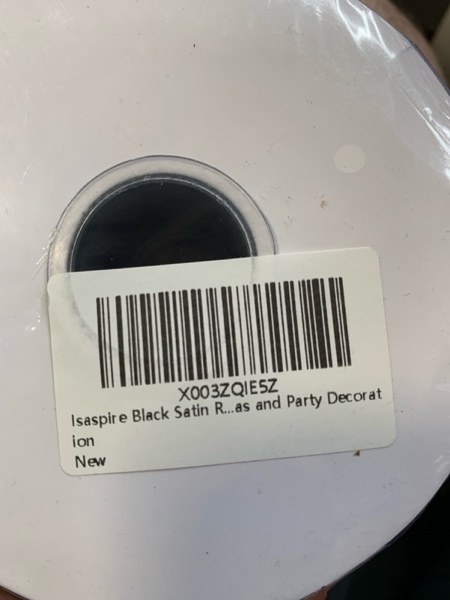 X003ZQIE5Z
Isaspire Black Satin R...as and Party Decorat
ion
New